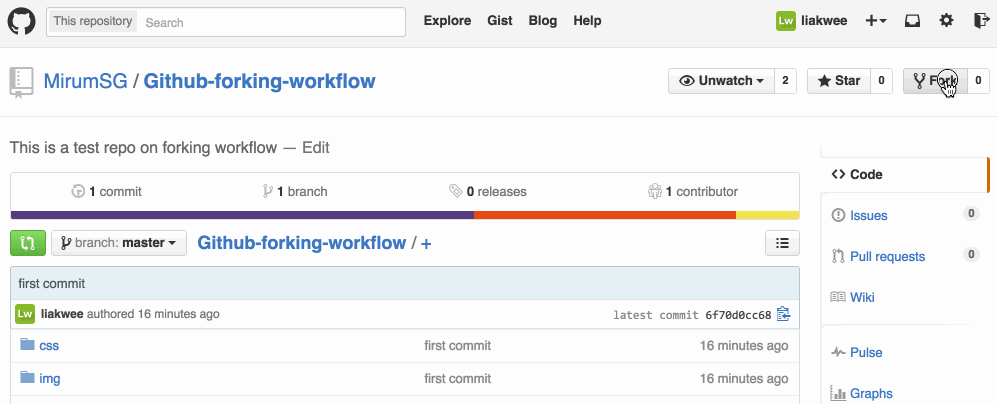 This repository Search Explore Gist Blog Help Lw liakwee
MirumSG / Github-forking-workflow Unwatch 2 Star 0 Fork 0
This is a test repo on forking workflow — Edit
1 commit 1 branch 0 releases 1 contributor
Code
Issues 0
branch: master Github-forking-workflow / +
Pull requests 0
first commit
Wiki
Lw liakwee authored 16 minutes ago latest commit 6f70d0cc68
css first commit 16 minutes ago
Pulse
img first commit 16 minutes ago
Graphs